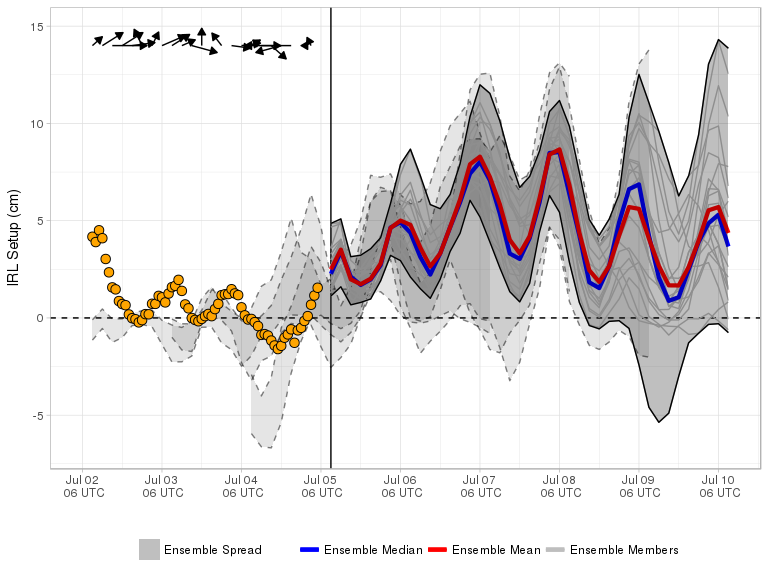 15
10
5
0
-5
IRL Setup (cm)
Jul 02 Jul 03 Jul 04 Jul 05 Jul 06 Jul 07 Jul 08 Jul 09 Jul 10
06 UTC 06 UTC 06 UTC 06 UTC 06 UTC 06 UTC 06 UTC 06 UTC 06 UTC
Ensemble Spread Ensemble Median Ensemble Mean Ensemble Members